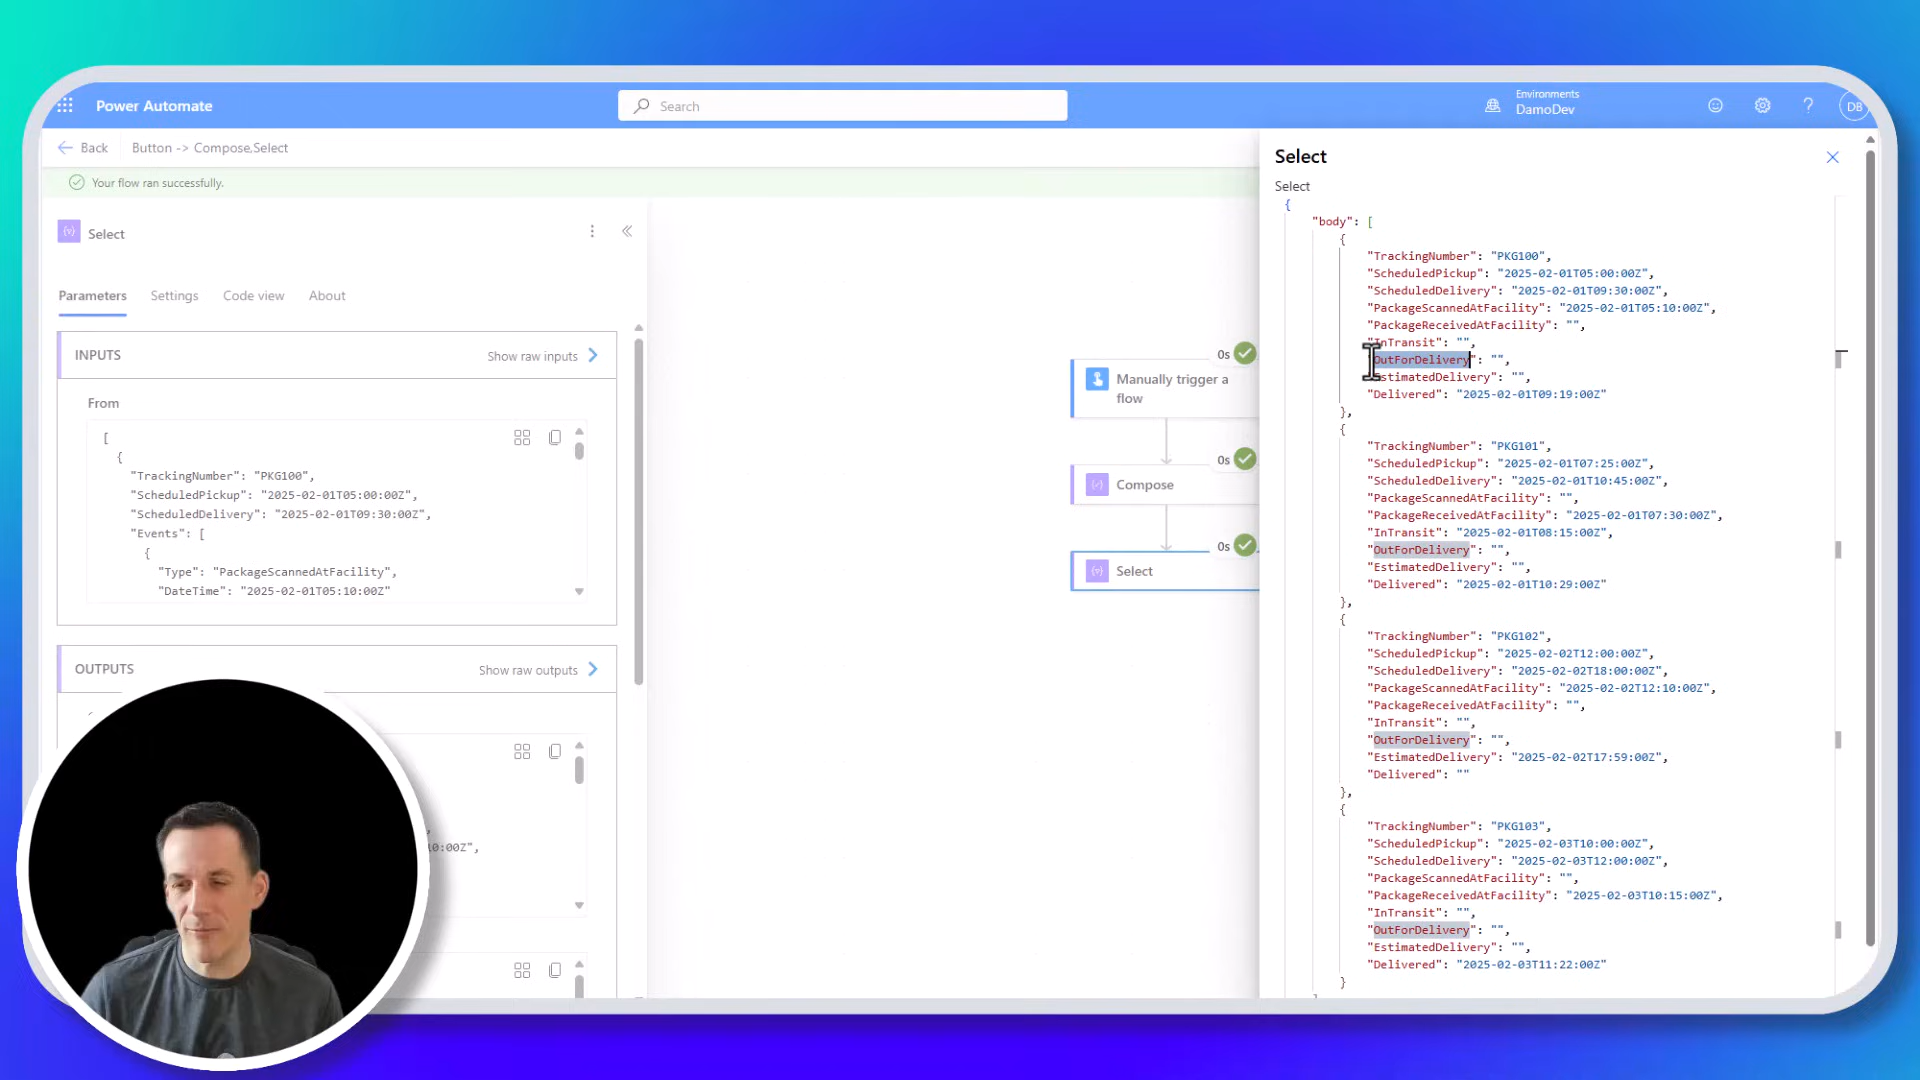 Power Automate
Search
Environments
DamoDev
DB
Back
Button -> Compose,Select
Your flow ran successfully.
Select
Parameters
Settings
Code view
About
INPUTS
Show raw inputs
From
[
{
"TrackingNumber": "PKG100",
"ScheduledPickup": "2025-02-01T05:00:00Z",
"ScheduledDelivery": "2025-02-01T09:30:00Z",
"Events": [
{
"Type": "PackageScannedAtFacility",
"DateTime": "2025-02-01T05:10:00Z"
OUTPUTS
Show raw outputs
0s
Manually trigger a
flow
0s
Compose
0s
Select
Select
Select
{
"body": [
{
"TrackingNumber": "PKG100",
"ScheduledPickup": "2025-02-01T05:00:00Z",
"ScheduledDelivery": "2025-02-01T09:30:00Z",
"PackageScannedAtFacility": "2025-02-01T05:10:00Z",
"PackageReceivedAtFacility": "",
"InTransit": "",
"OutForDelivery": "",
"EstimatedDelivery": "",
"Delivered": "2025-02-01T09:19:00Z"
},
{
"TrackingNumber": "PKG101",
"ScheduledPickup": "2025-02-01T07:25:00Z",
"ScheduledDelivery": "2025-02-01T10:45:00Z",
"PackageScannedAtFacility": "",
"PackageReceivedAtFacility": "2025-02-01T07:30:00Z",
"InTransit": "2025-02-01T08:15:00Z",
"OutForDelivery": "",
"EstimatedDelivery": "",
"Delivered": "2025-02-01T10:29:00Z"
},
{
"TrackingNumber": "PKG102",
"ScheduledPickup": "2025-02-02T12:00:00Z",
"ScheduledDelivery": "2025-02-02T18:00:00Z",
"PackageScannedAtFacility": "2025-02-02T12:10:00Z",
"PackageReceivedAtFacility": "",
"InTransit": "",
"OutForDelivery": "",
"EstimatedDelivery": "2025-02-02T17:59:00Z",
"Delivered": ""
},
{
"TrackingNumber": "PKG103",
"ScheduledPickup": "2025-02-03T10:00:00Z",
"ScheduledDelivery": "2025-02-03T12:00:00Z",
"PackageScannedAtFacility": "",
"PackageReceivedAtFacility": "2025-02-03T10:15:00Z",
"InTransit": "",
"OutForDelivery": "",
"EstimatedDelivery": "",
"Delivered": "2025-02-03T11:22:00Z"
}